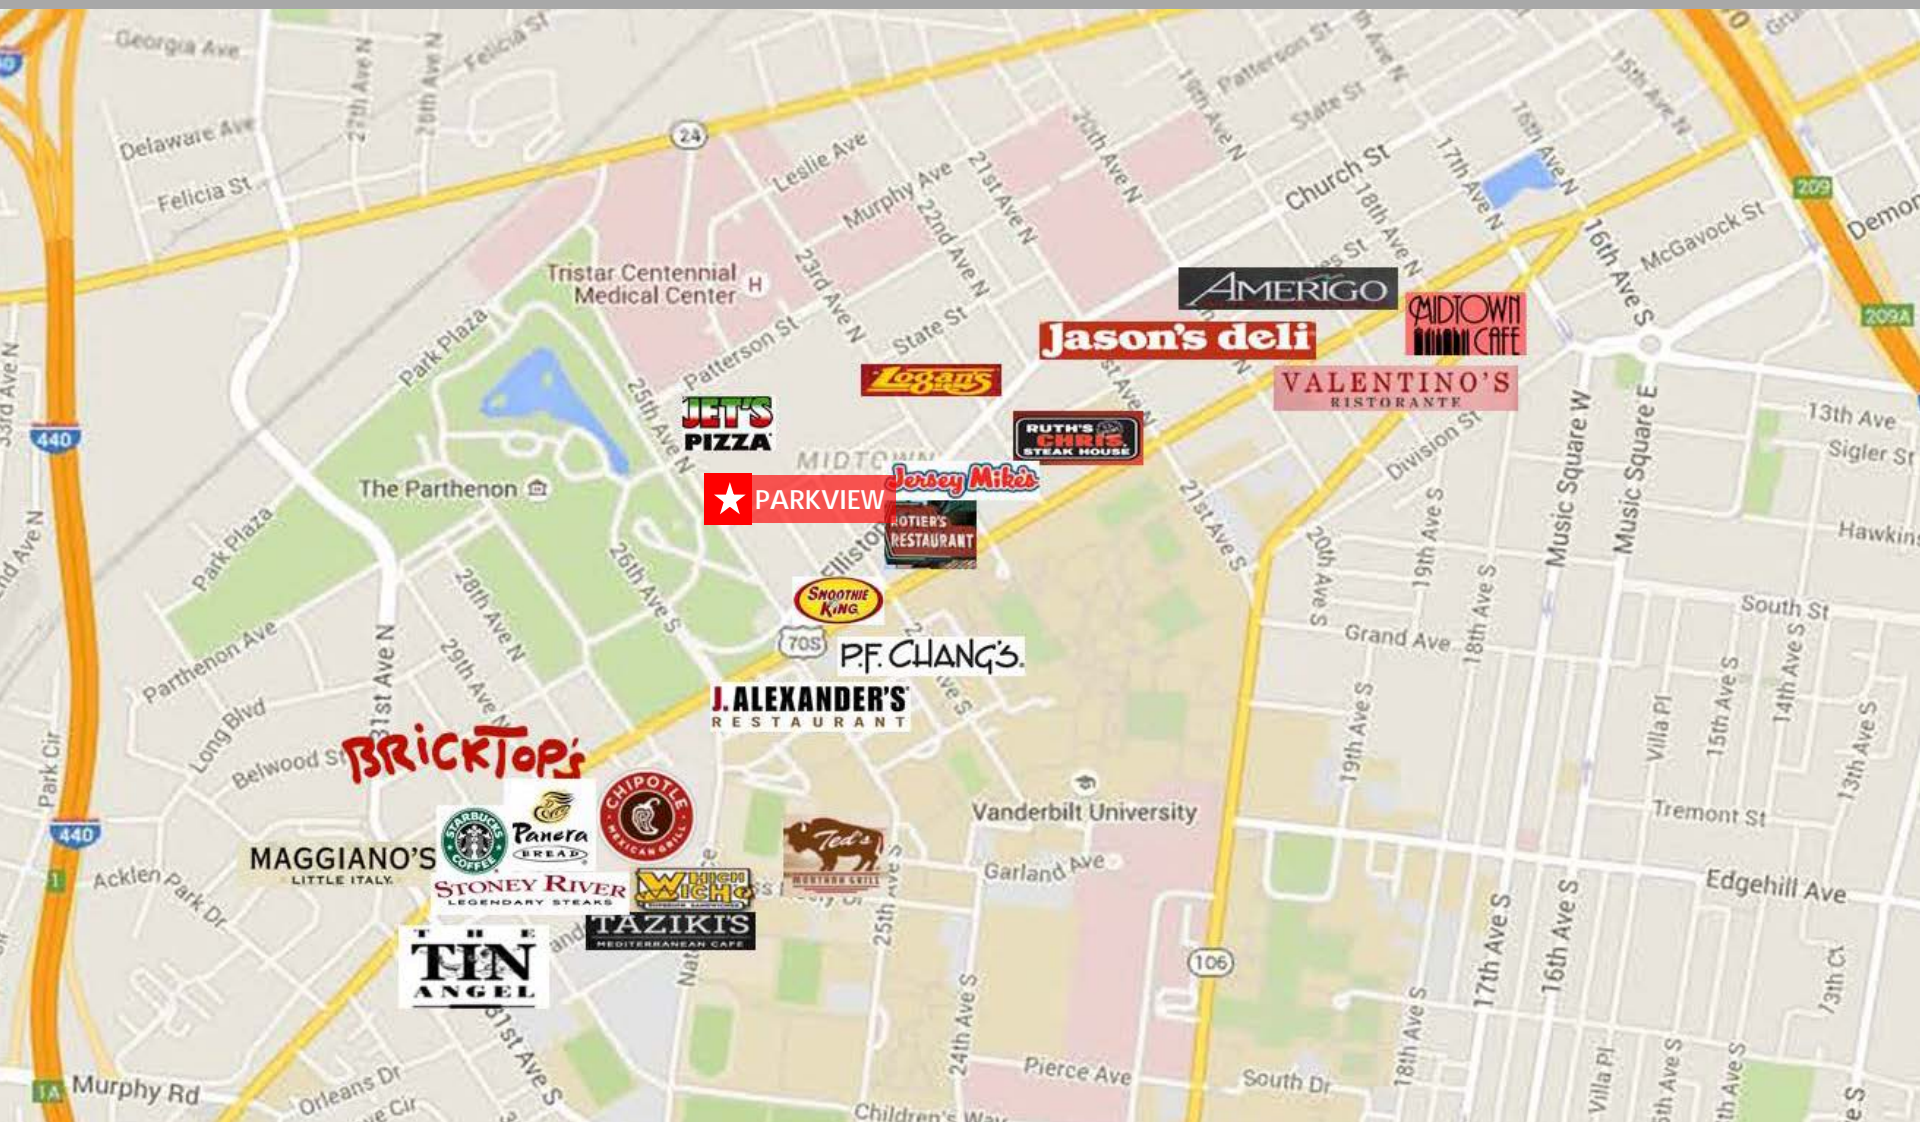 Georgia Ave
27th Ave N
28th Ave N
Felicia St
Delaware Ave
Felicia St
24
Leslie Ave
Murphy Ave
21st Ave N
22nd Ave N
20th Ave N
19th Ave N
Patterson St
State St
Church St
18th Ave N
17th Ave N
16th Ave N
15th Ave N
209
McGavock St
16th Ave S
209A
Tristar Centennial
Medical Center
H
23rd Ave N
State St
Patterson St
Park Plaza
25th Ave N
33rd Ave N
440
AMERIGO
MIDTOWN
CAFE
Jason's deli
VALENTINO'S
RISTORANTE
Logan's
JET'S
PIZZA
RUTH'S
CHRIS
STEAK HOUSE
MIDTOWN
Jersey Mike's
PARKVIEW
ROTIER'S
RESTAURANT
Elliston
SMOOTHIE
KING
70S
P.F. CHANG'S
J. ALEXANDER'S
RESTAURANT
The Parthenon
Park Plaza
26th Ave S
28th Ave N
29th Ave N
31st Ave N
Parthenon Ave
Long Blvd
Belwood St
Park Cir
440
1
Acklen Park Dr
1A
Murphy Rd
Orleans Dr
31st Ave S
BRICKTOP'S
CHIPOTLE
MEXICAN GRILL
STARBUCKS
COFFEE
Panera
BREAD
MAGGIANO'S
LITTLE ITALY
STONEY RIVER
LEGENDARY STEAKS
WHICH
WICH
TAZIKI'S
MEDITERRANEAN CAFE
THE
TIN
ANGEL
Ted's
MONTANA GRILL
25th Ave S
24th Ave S
Vanderbilt University
Garland Ave
106
Pierce Ave
Children's Way
South Dr
21st Ave S
20th Ave S
19th Ave S
18th Ave S
Grand Ave
19th Ave S
Division St
Music Square W
Music Square E
13th Ave
Sigler St
Hawkins
South St
Villa Pl
15th Ave S
14th Ave S
13th Ave S
Tremont St
Edgehill Ave
17th Ave S
16th Ave S
18th Ave S
13th Ct
Villa Pl